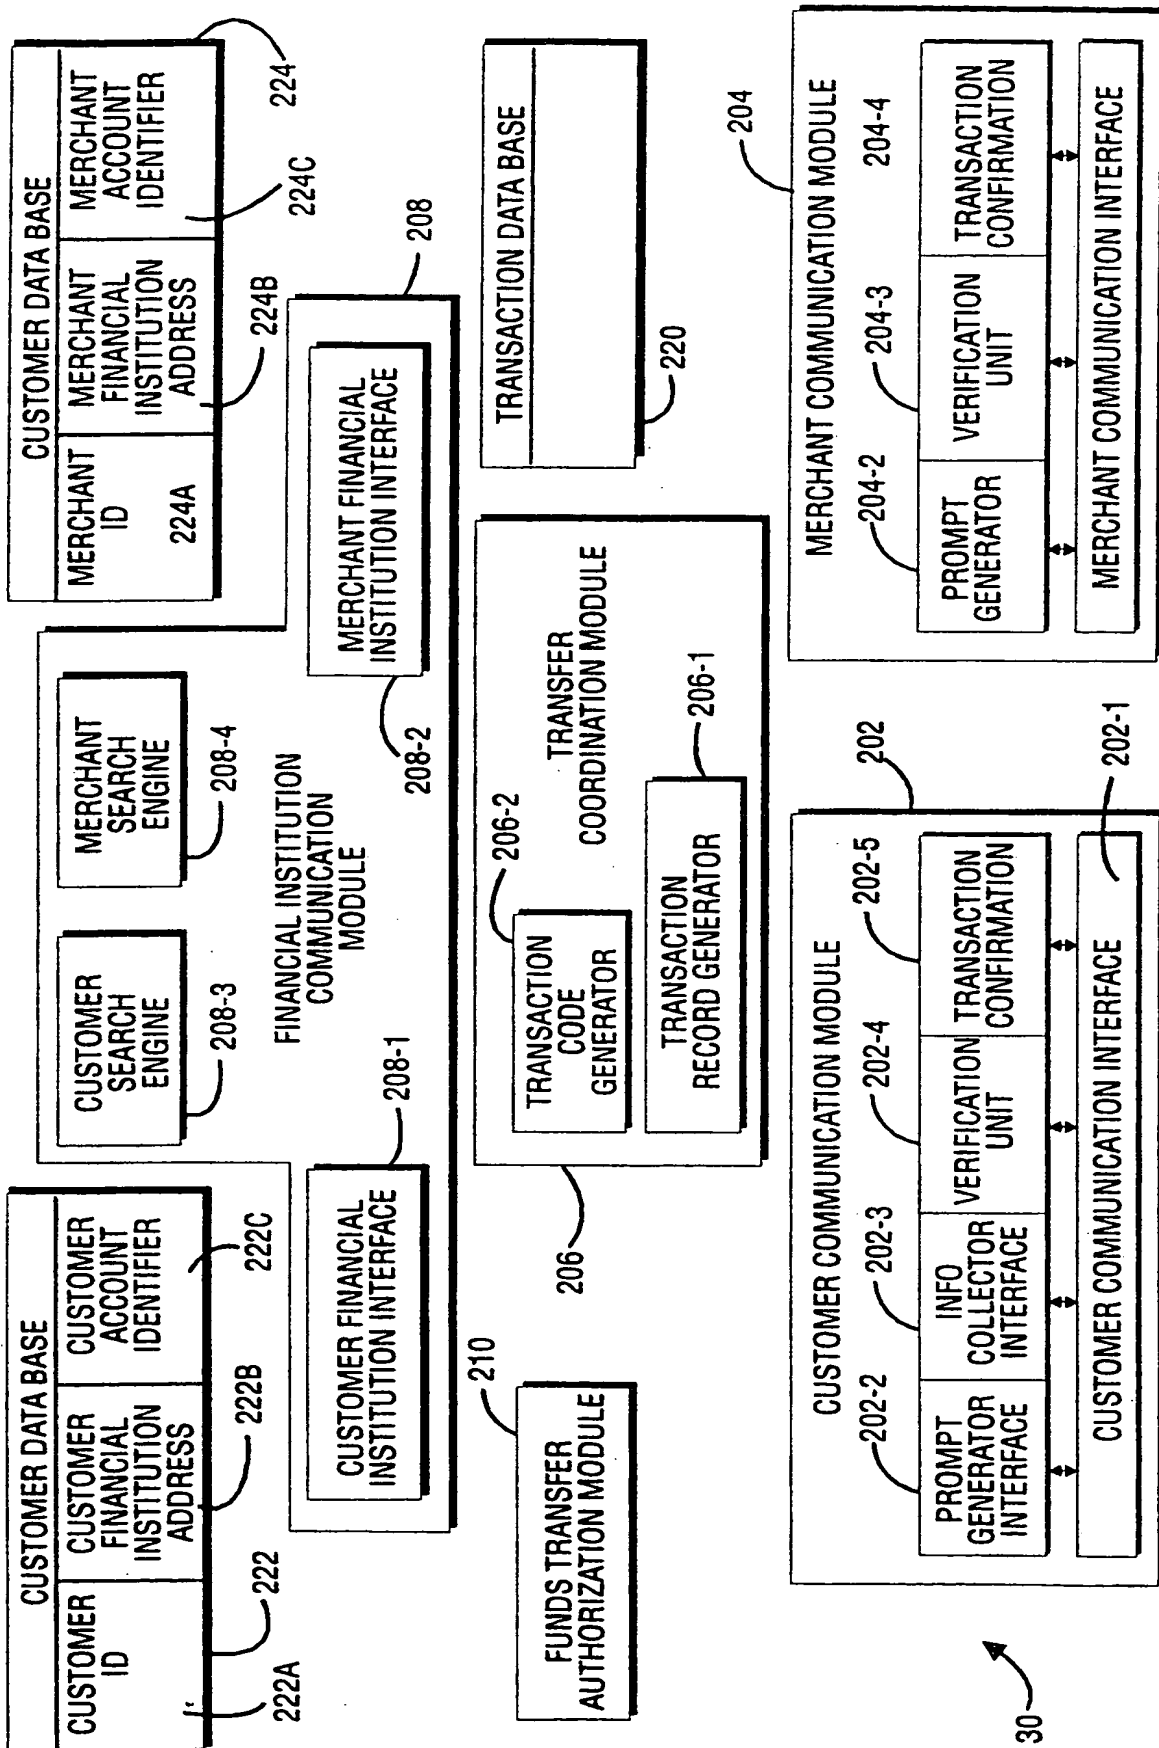 CUSTOMER DATA BASE
CUSTOMER
ID
CUSTOMER
FINANCIAL
INSTITUTION
ADDRESS
CUSTOMER
ACCOUNT
IDENTIFIER
222A
222
222B
222C
CUSTOMER
SEARCH
ENGINE
208-3
MERCHANT
SEARCH
ENGINE
208-4
FINANCIAL INSTITUTION
COMMUNICATION
MODULE
CUSTOMER FINANCIAL
INSTITUTION INTERFACE
208-1
MERCHANT FINANCIAL
INSTITUTION INTERFACE
208-2
208
CUSTOMER DATA BASE
MERCHANT
ID
224A
MERCHANT
FINANCIAL
INSTITUTION
ADDRESS
MERCHANT
ACCOUNT
IDENTIFIER
224B
224C
224
FUNDS TRANSFER
AUTHORIZATION MODULE
210
206
TRANSACTION
CODE
GENERATOR
206-2
TRANSFER
COORDINATION MODULE
TRANSACTION
RECORD GENERATOR
206-1
TRANSACTION DATA BASE
220
30
CUSTOMER COMMUNICATION MODULE
202
202-2
202-3
202-4
202-5
PROMPT
GENERATOR
INTERFACE
INFO
COLLECTOR
INTERFACE
VERIFICATION
UNIT
TRANSACTION
CONFIRMATION
CUSTOMER COMMUNICATION INTERFACE
202-1
MERCHANT COMMUNICATION MODULE
204
204-2
204-3
204-4
PROMPT
GENERATOR
VERIFICATION
UNIT
TRANSACTION
CONFIRMATION
MERCHANT COMMUNICATION INTERFACE